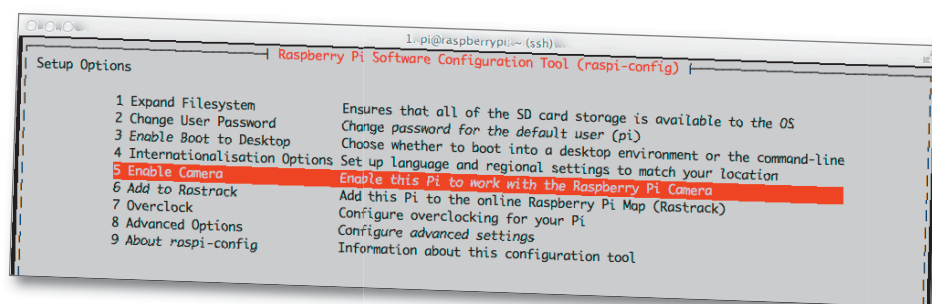 1. pi@raspberrypi: ~ (ssh)
Raspberry Pi Software Configuration Tool (raspi-config)
Setup Options
1 Expand Filesystem Ensures that all of the SD card storage is available to the OS
2 Change User Password Change password for the default user (pi)
3 Enable Boot to Desktop Choose whether to boot into a desktop environment or the command-line
4 Internationalisation Options Set up language and regional settings to match your location
5 Enable Camera Enable this Pi to work with the Raspberry Pi Camera
6 Add to Rastrack Add this Pi to the online Raspberry Pi Map (Rastrack)
7 Overclock Configure overclocking for your Pi
8 Advanced Options Configure advanced settings
9 About raspi-config Information about this configuration tool